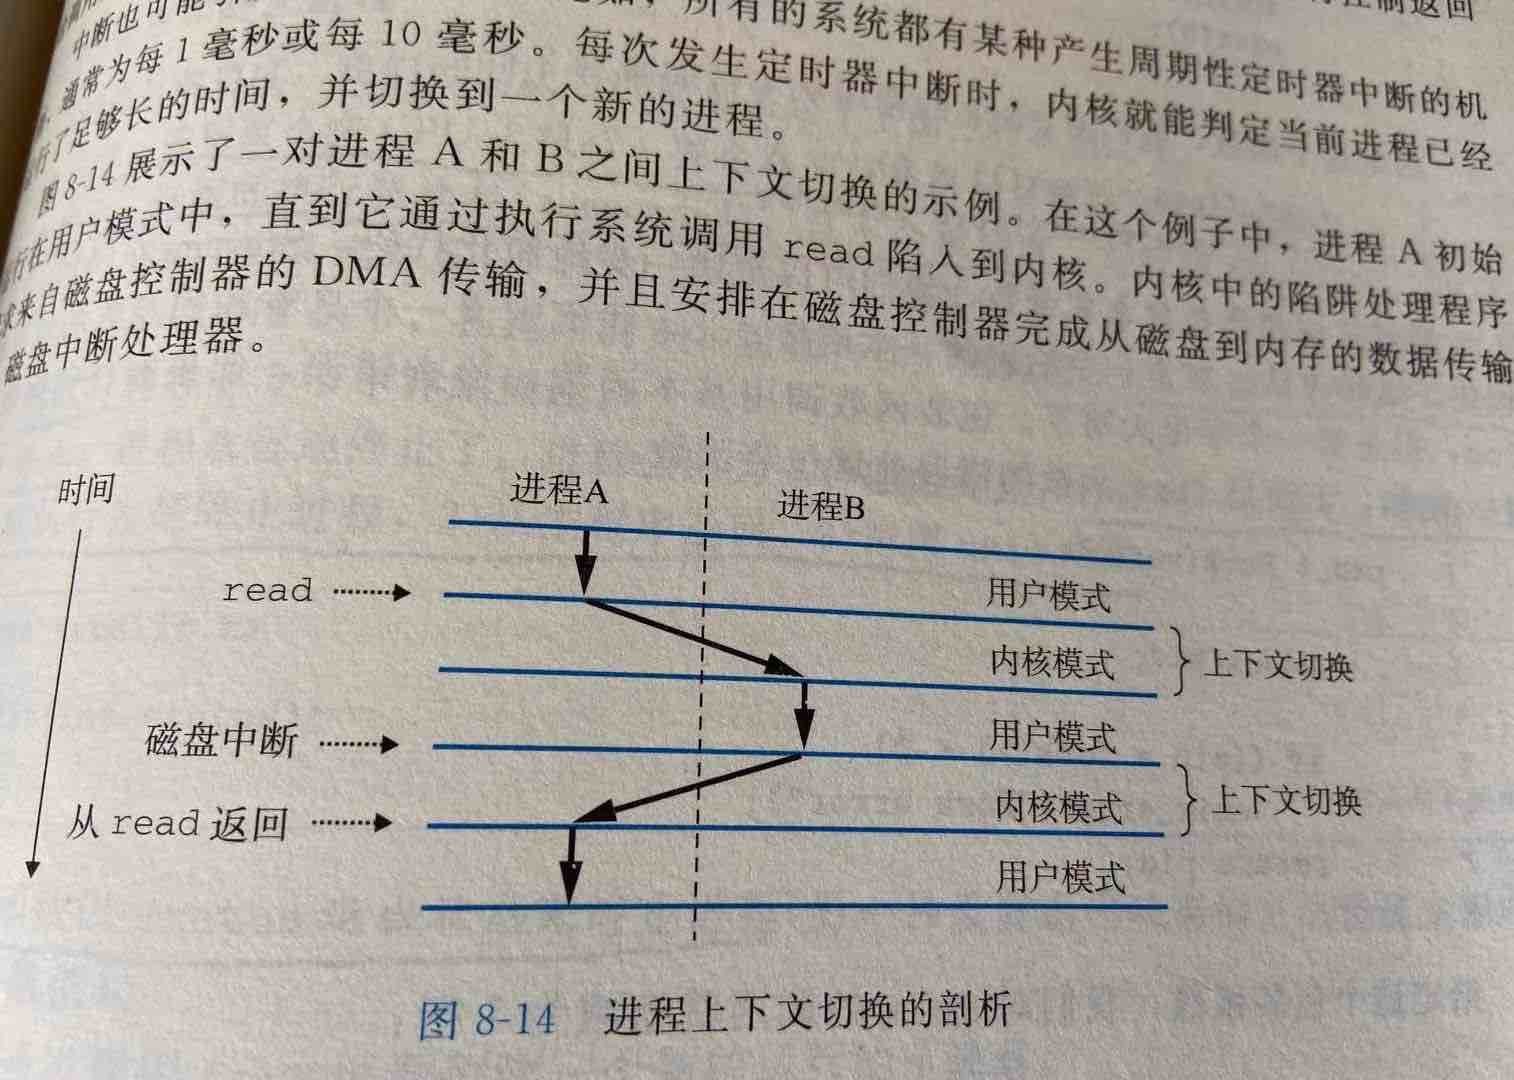 控制返回
中断也可能
所有的系统都有某种产生周期性定时器中断的机
通常为每 1 毫秒或每 10 毫秒。每次发生定时器中断时，内核就能判定当前进程已经
行了足够长的时间，并切换到一个新的进程。
图 8-14 展示了一对进程 A 和 B 之间上下文切换的示例。在这个例子中，进程 A 初始
行在用户模式中，直到它通过执行系统调用 read 陷入到内核。内核中的陷阱处理程序
求来自磁盘控制器的 DMA 传输，并且安排在磁盘控制器完成从磁盘到内存的数据传输
磁盘中断处理器。
时间
进程A
进程B
read
用户模式
内核模式
上下文切换
磁盘中断
用户模式
从 read 返回
内核模式
上下文切换
用户模式
图 8-14 进程上下文切换的剖析